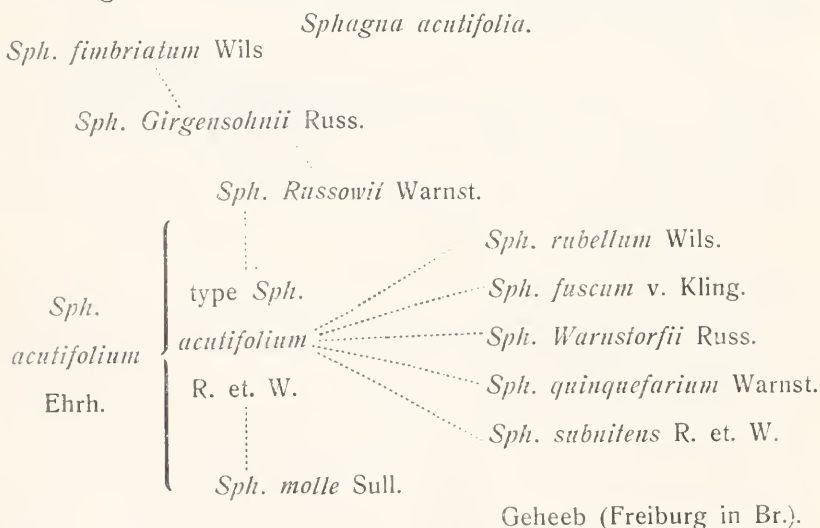 Sphagna acutifolia.
Sph. fimbriatum Wils
Sph. Girgensohnii Russ.
Sph. Russowii Warnst.
Sph. acutifolium Ehrh.
type Sph. acutifolium R. et. W.
Sph. rubellum Wils.
Sph. fuscum v. Kling.
Sph. Warnstorfii Russ.
Sph. quinquefarium Warnst.
Sph. subnitens R. et. W.
Sph. molle Sull.
Geheeb (Freiburg in Br.).